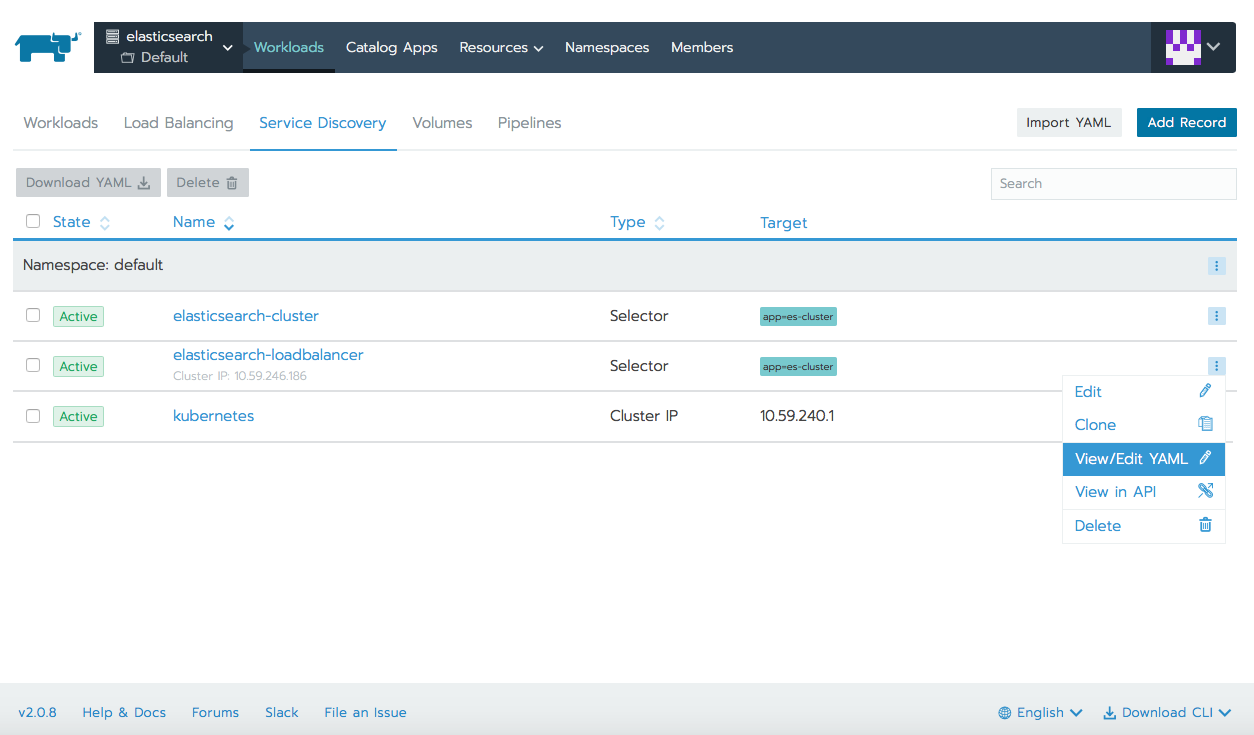 elasticsearch
Default
Workloads Catalog Apps Resources Namespaces Members
Workloads Load Balancing Service Discovery Volumes Pipelines Import YAML Add Record
Download YAML Delete Search
State Name Type Target
Namespace: default
Active elasticsearch-cluster Selector app=es-cluster
Active elasticsearch-loadbalancer Selector app=es-cluster
Cluster IP: 10.59.246.186
Active kubernetes Cluster IP 10.59.240.1
Edit
Clone
View/Edit YAML
View in API
Delete
v2.0.8 Help & Docs Forums Slack File an Issue English Download CLI